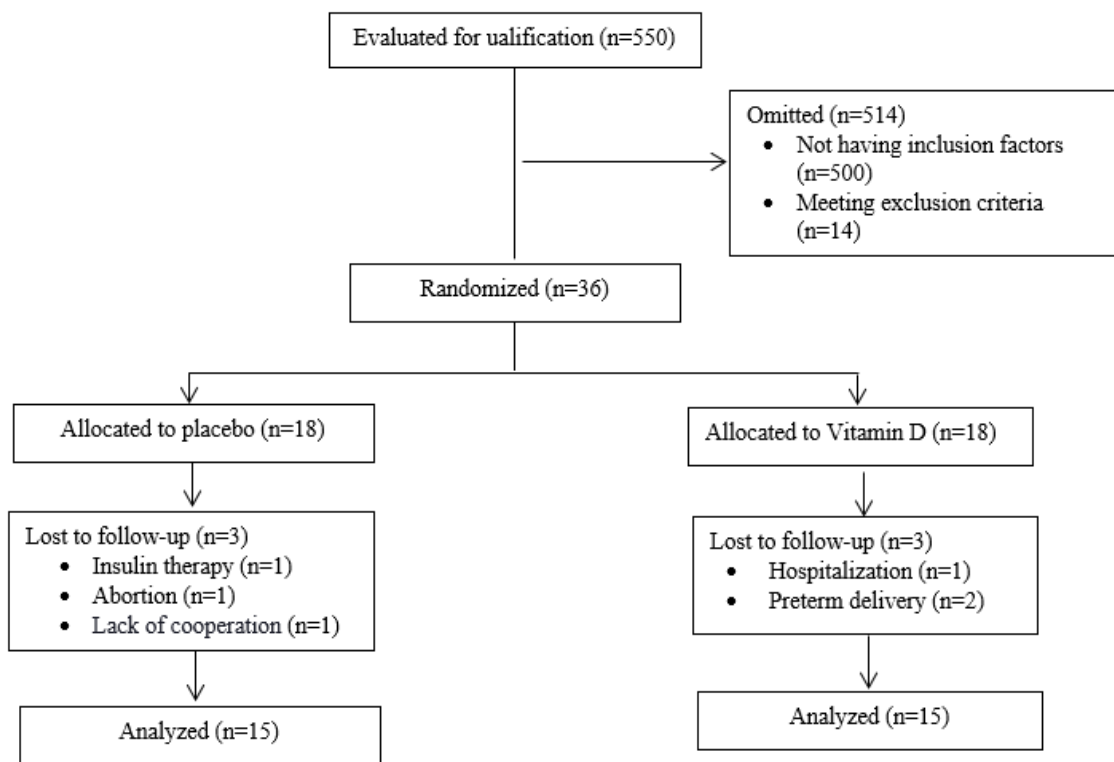 Evaluated for ualification (n=550)
Omitted (n=514)
• Not having inclusion factors
(n=500)
• Meeting exclusion criteria
(n=14)
Randomized (n=36)
Allocated to placebo (n=18)
Allocated to Vitamin D (n=18)
Lost to follow-up (n=3)
• Insulin therapy (n=1)
• Abortion (n=1)
• Lack of cooperation (n=1)
Lost to follow-up (n=3)
• Hospitalization (n=1)
• Preterm delivery (n=2)
Analyzed (n=15)
Analyzed (n=15)